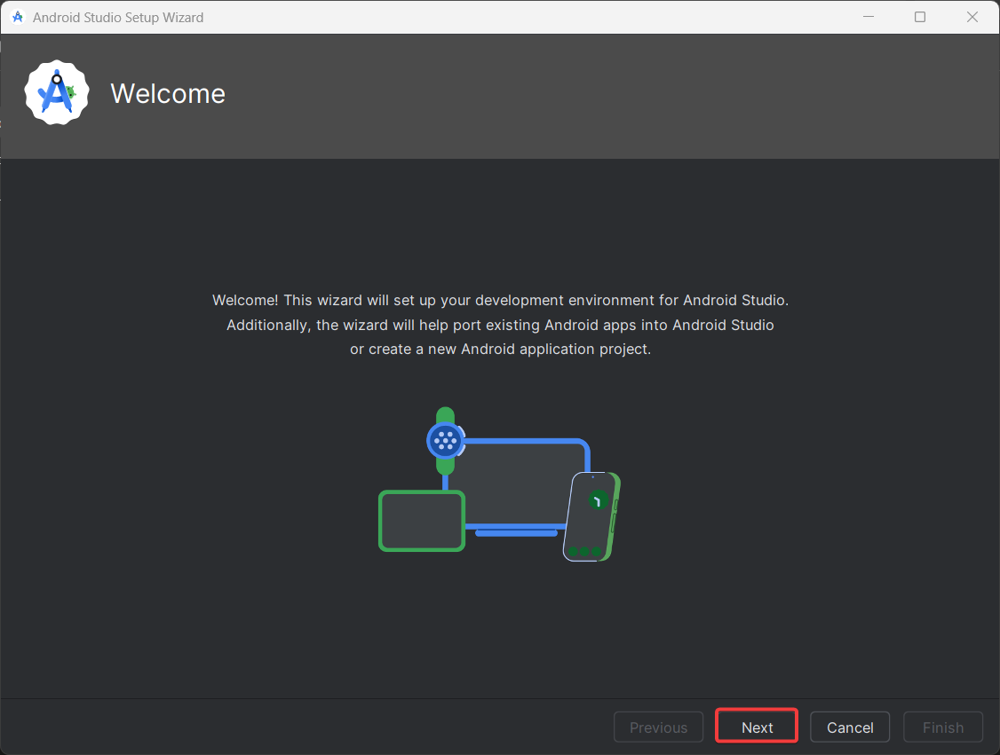 Android Studio Setup Wizard
Welcome
Welcome! This wizard will set up your development environment for Android Studio.
Additionally, the wizard will help port existing Android apps into Android Studio
or create a new Android application project.
Previous
Next
Cancel
Finish